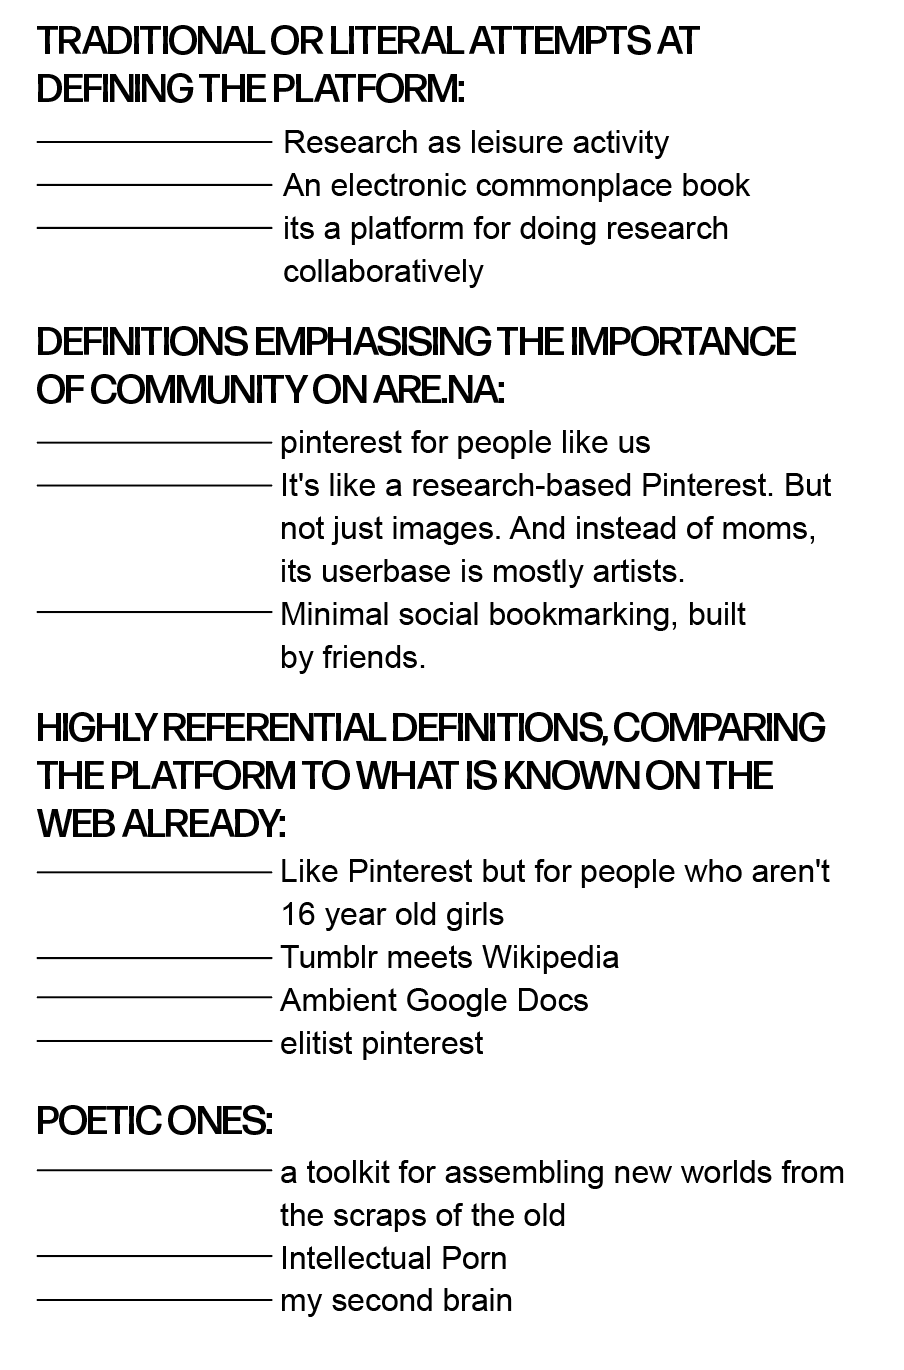 TRADITIONAL OR LITERAL ATTEMPTS AT
DEFINING THE PLATFORM:
Research as leisure activity
An electronic commonplace book
its a platform for doing research
collaboratively
DEFINITIONS EMPHASISING THE IMPORTANCE
OF COMMUNITY ON ARE.NA:
pinterest for people like us
It's like a research-based Pinterest. But
not just images. And instead of moms,
its userbase is mostly artists.
Minimal social bookmarking, built
by friends.
HIGHLY REFERENTIAL DEFINITIONS, COMPARING
THE PLATFORM TO WHAT IS KNOWN ON THE
WEB ALREADY:
Like Pinterest but for people who aren't
16 year old girls
Tumblr meets Wikipedia
Ambient Google Docs
elitist pinterest
POETIC ONES:
a toolkit for assembling new worlds from
the scraps of the old
Intellectual Porn
my second brain